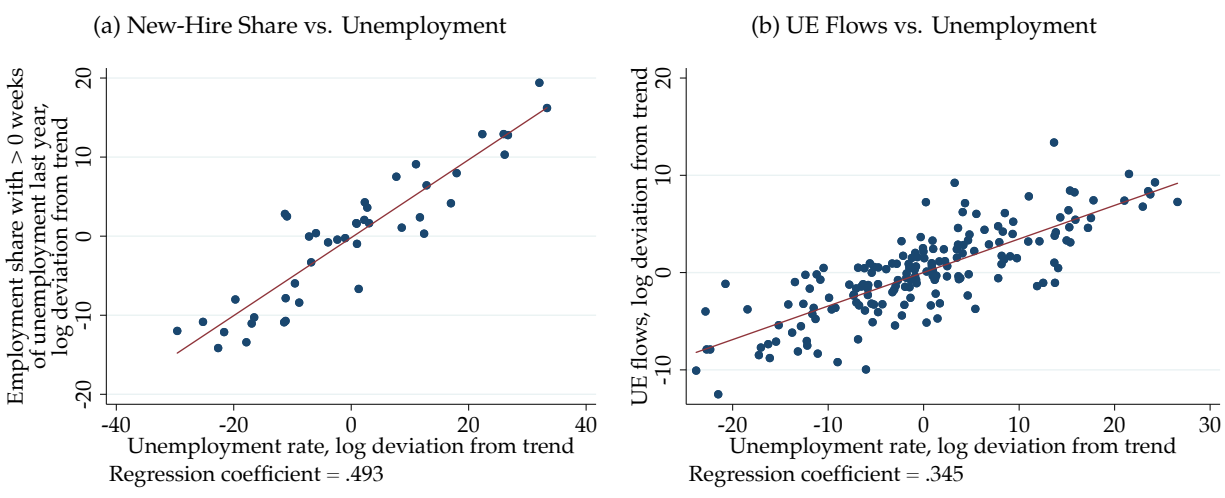 (a) New-Hire Share vs. Unemployment
Employment share with > 0 weeks
of unemployment last year,
log deviation from trend
20
10
0
-10
-20
-40
-20
0
20
40
Unemployment rate, log deviation from trend
Regression coefficient = .493
(b) UE Flows vs. Unemployment
UE flows, log deviation from trend
20
10
0
-10
-20
-10
0
10
20
30
Unemployment rate, log deviation from trend
Regression coefficient = .345